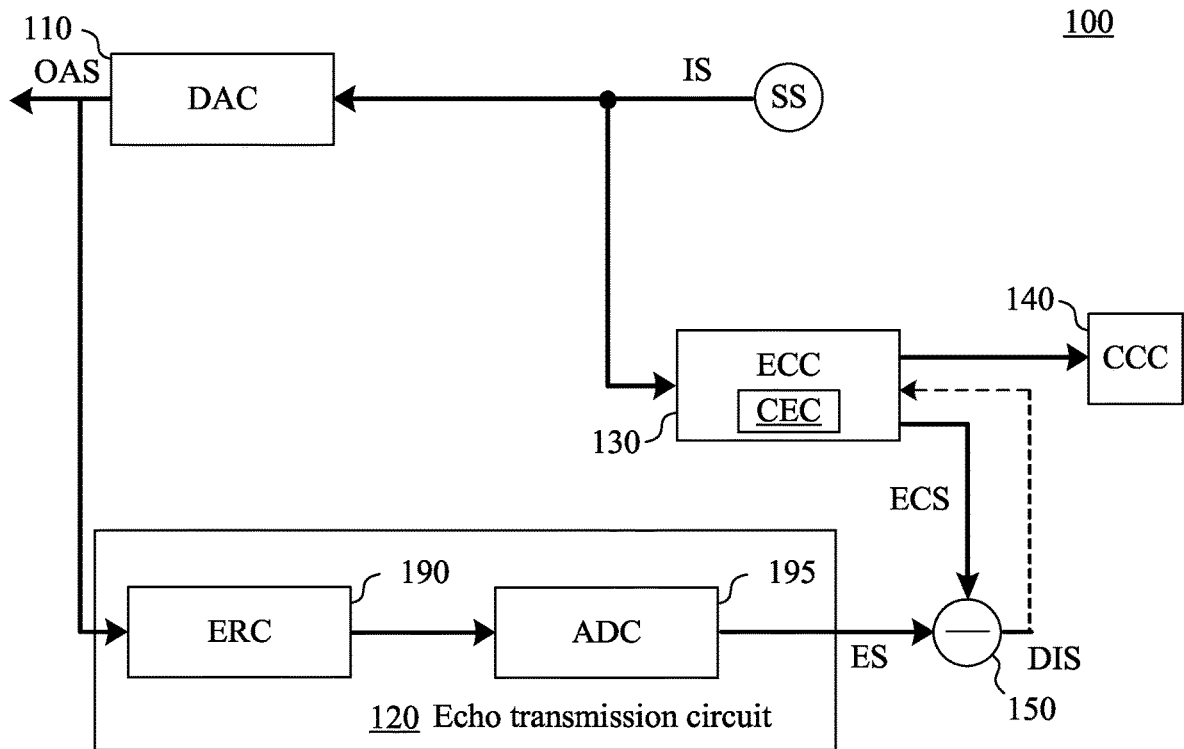 110
100
OAS
DAC
IS
SS
140
ECC
CCC
CEC
130
ECS
190
195
ERC
ADC
ES
DIS
150
120 Echo transmission circuit